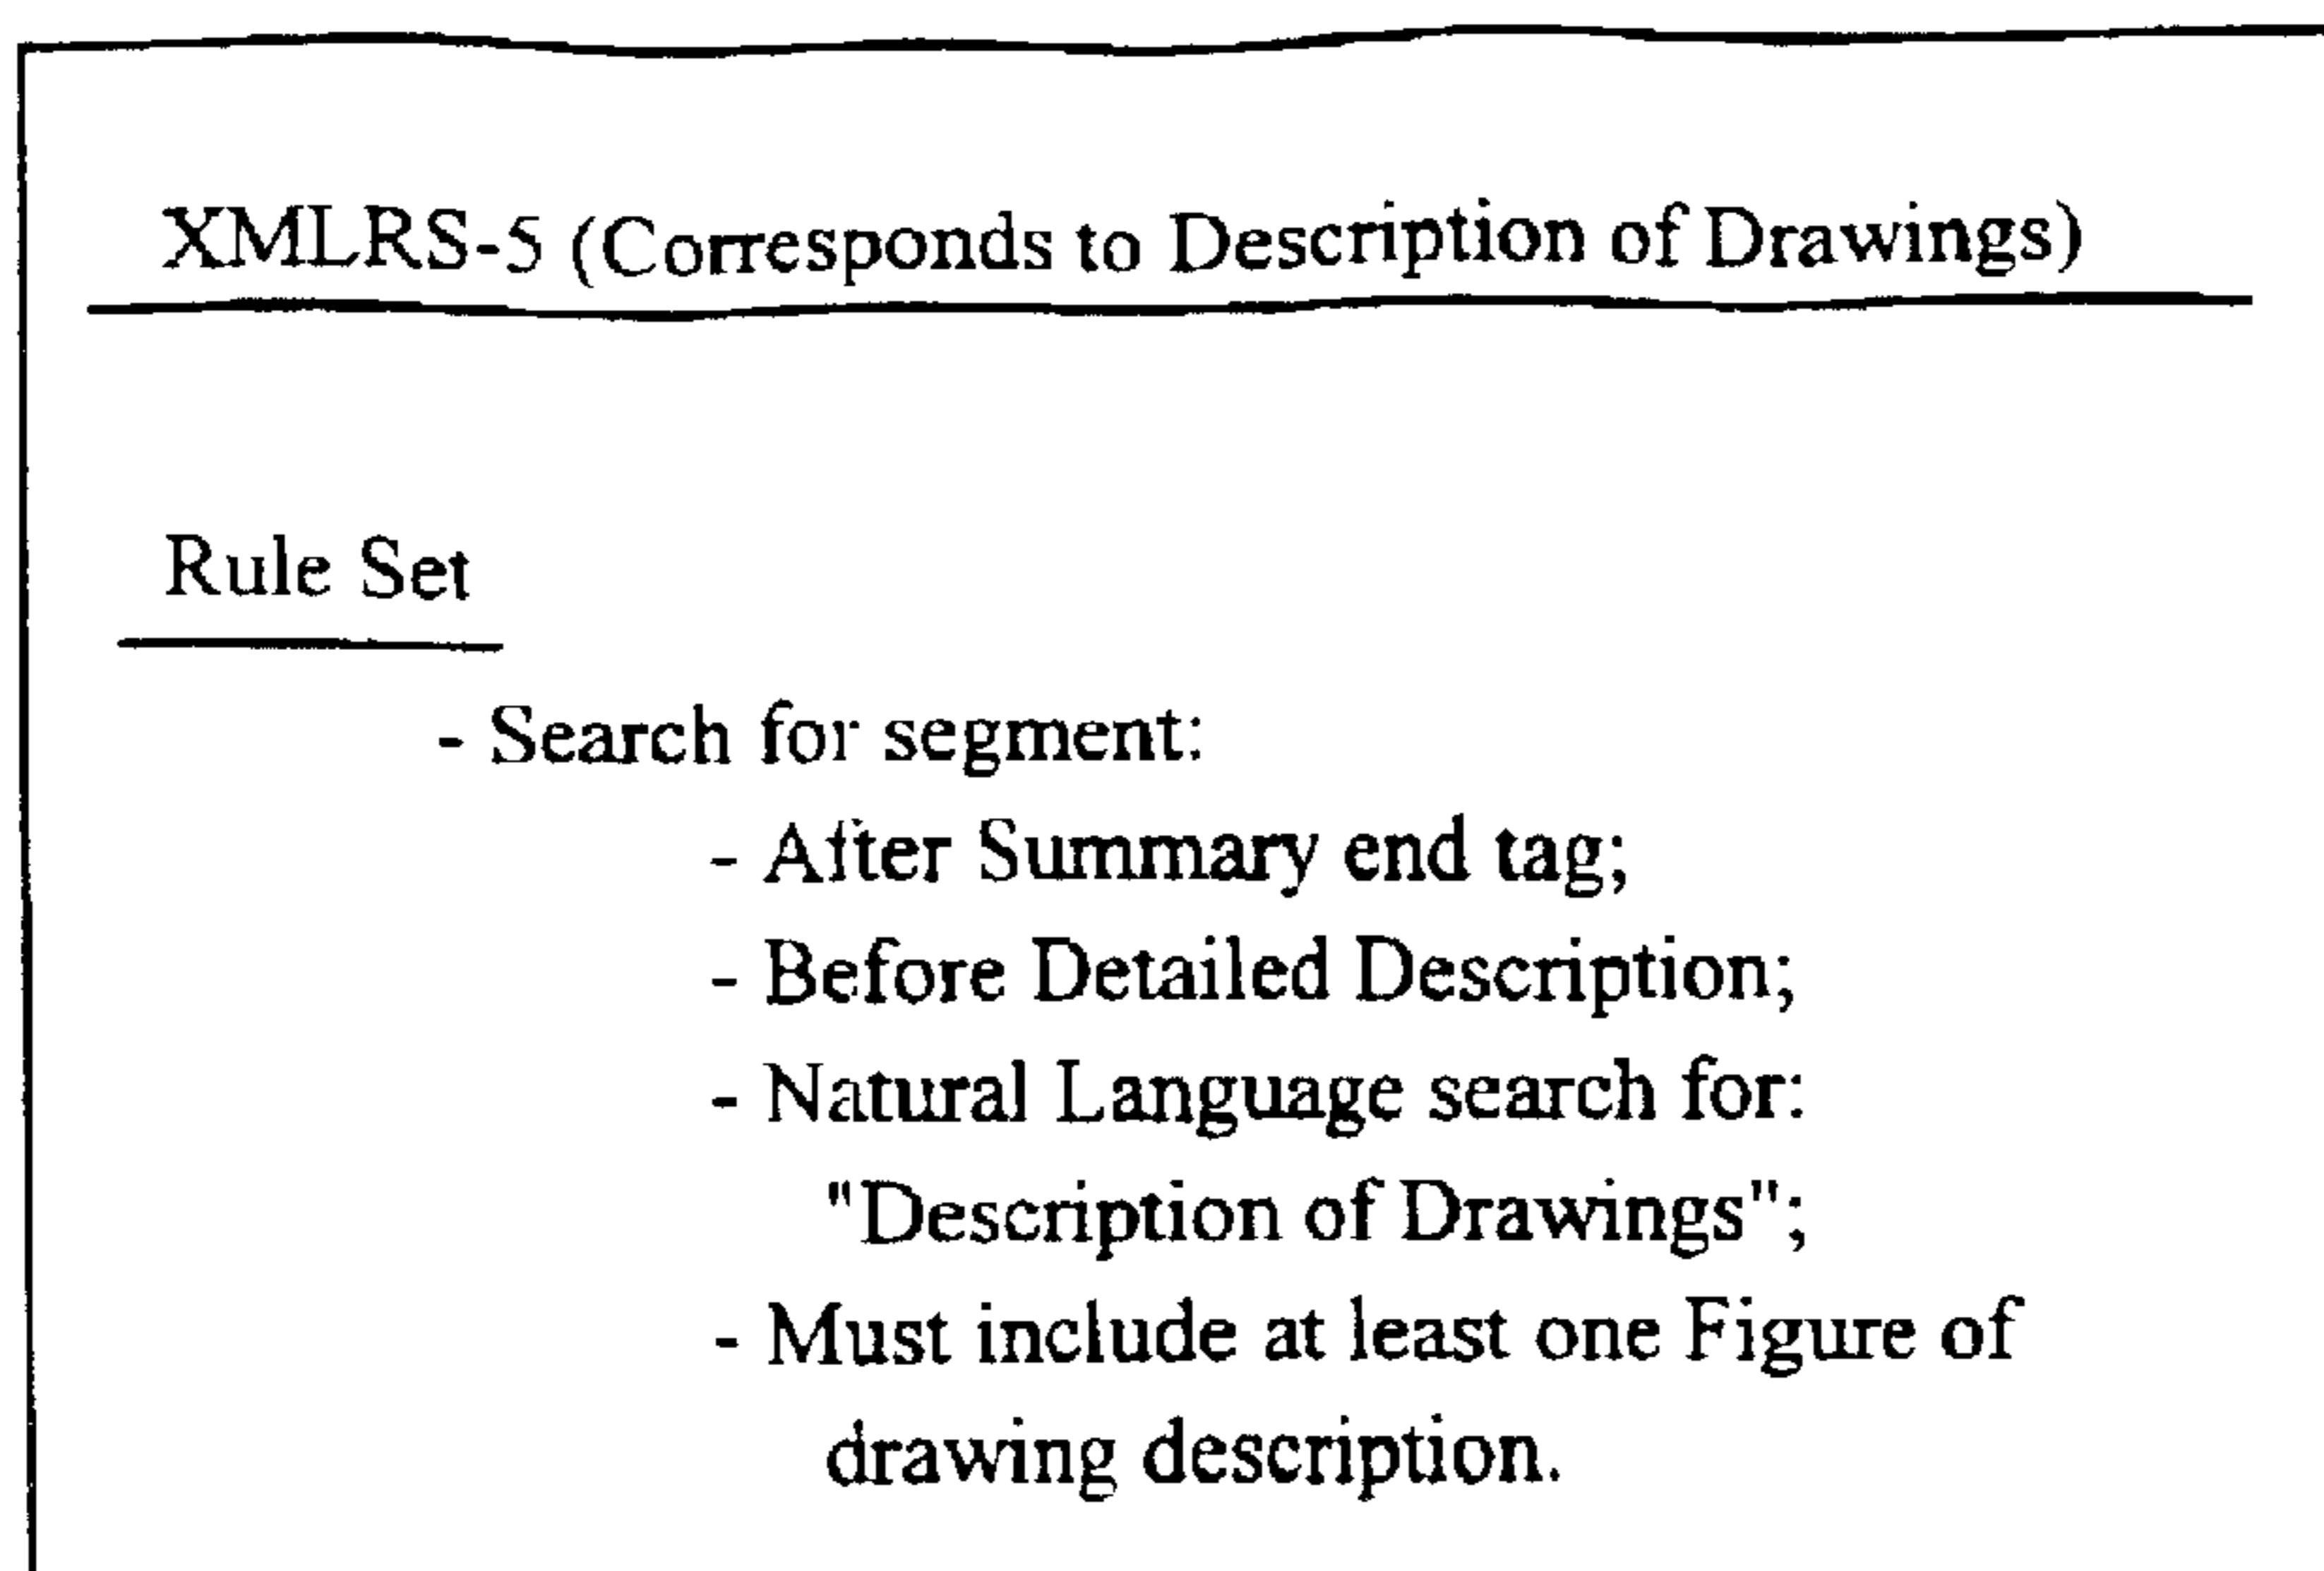 XMLRS-5 (Corresponds to Description of Drawings)
Rule Set
- Search for segment:
- After Summary end tag;
- Before Detailed Description;
- Natural Language search for:
"Description of Drawings";
- Must include at least one Figure of
drawing description.